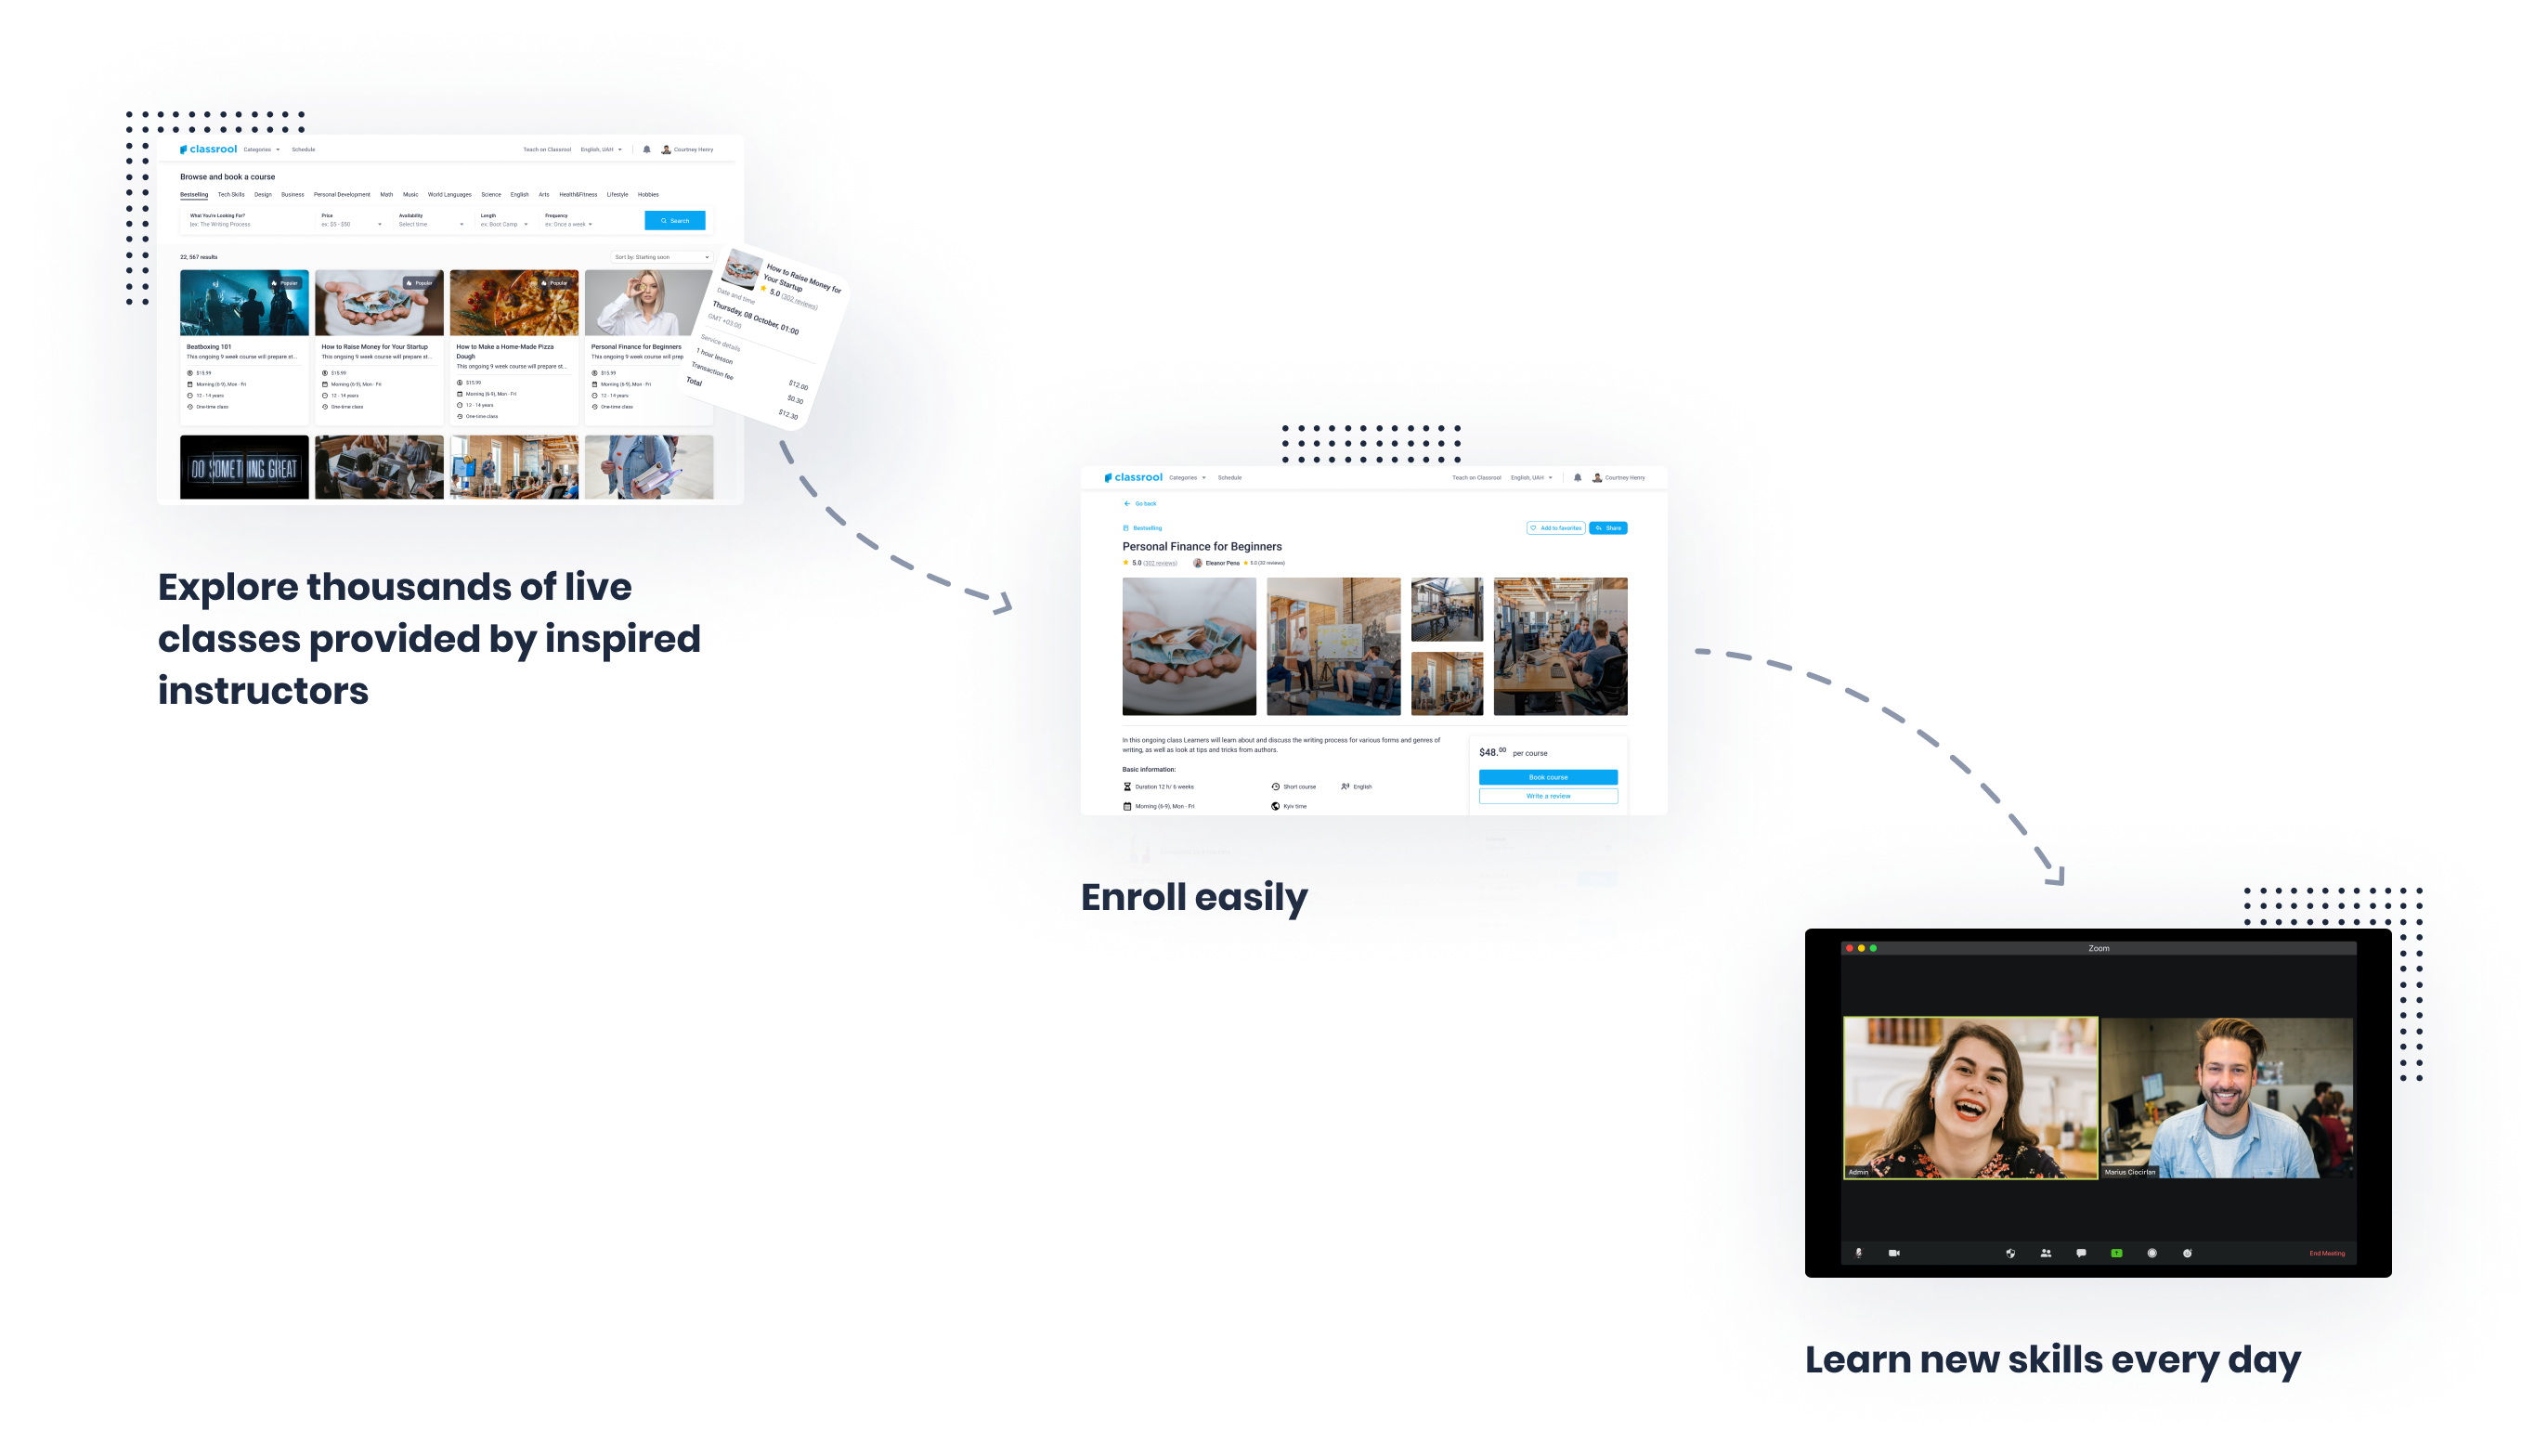 classrool Categories Schedule Teach on Classrool English, UAH Courtney Henry
Browse and book a course
Bestselling Tech Skills Design Business Personal Development Math Music World Languages Science English Arts Health&Fitness Lifestyle Hobbies
What You're Looking For? Price Availability Length Frequency
ex: The Writing Process ex: $5 - $50 Select time ex: Boot Camp ex: Once a week
Search
22, 567 results
Sort by: Starting soon
Popular
Beatboxing 101
This ongoing 9 week course will prepare st...
$15.99
Morning (6-9), Mon - Fri
12 - 14 years
One-time class
Popular
How to Raise Money for Your Startup
This ongoing 9 week course will prepare st...
$15.99
Morning (6-9), Mon - Fri
12 - 14 years
One-time class
Popular
How to Make a Home-Made Pizza
Dough
This ongoing 9 week course will prepare st...
$15.99
Morning (6-9), Mon - Fri
12 - 14 years
One-time class
Personal Finance for Beginners
This ongoing 9 week course will prep
$15.99
Morning (6-9), Mon - Fri
12 - 14 years
One-time class
DO SOMETHING GREAT
How to Raise Money for
Your Startup
5.0 (302 reviews)
Date and time
Thursday, 08 October, 01:00
GMT +03:00
Service details
1 hour lesson $12.00
Transaction fee $0.30
Total $12.30
Explore thousands of live
classes provided by inspired
instructors
classrool Categories Schedule Teach on Classrool English, UAH Courtney Henry
Go back
Bestselling
Add to favorites Share
Personal Finance for Beginners
5.0 (302 reviews) Eleanor Pena 5.0 (32 reviews)
In this ongoing class Learners will learn about and discuss the writing process for various forms and genres of
writing, as well as look at tips and tricks from authors.
Basic information:
Duration 12 h/ 6 weeks Short course English
Morning (6-9), Mon - Fri Kyiv time
$48.00 per course
Book course
Write a review
Enroll easily
Zoom
Admin
Marius Ciocirlan
End Meeting
Learn new skills every day